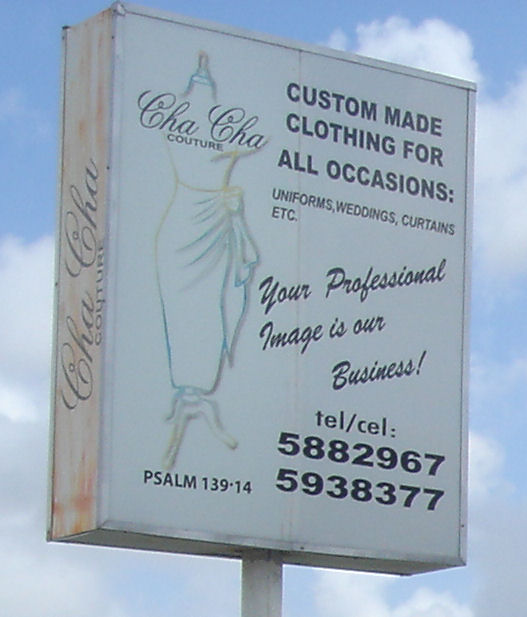 Cha Cha
COUTURE
CUSTOM MADE
CLOTHING FOR
ALL OCCASIONS:
UNIFORMS,WEDDINGS, CURTAINS
ETC.
Your Professional
Image is our
Business!
tel/cel:
5882967
5938377
PSALM 139·14
Cha Cha
COUTURE